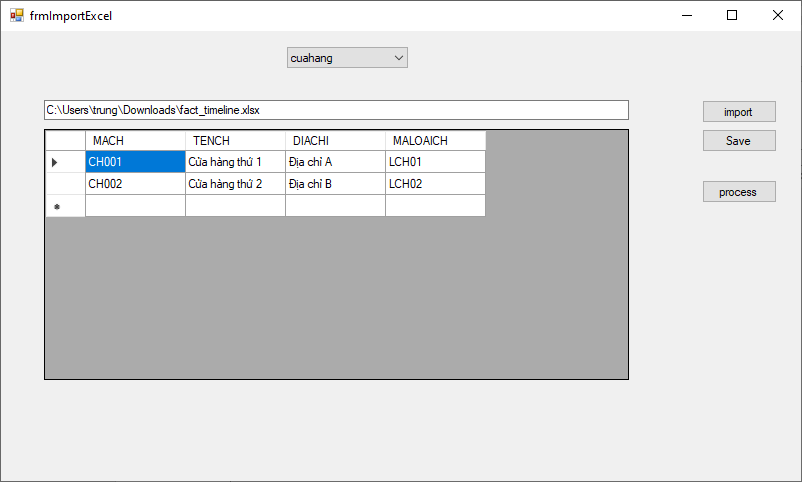 frmImportExcel
cuahang
C:\Users\trung\Downloads\fact_timeline.xlsx
import
MACH TENCH DIACHI MALOAICH
Save
CH001 Cửa hàng thứ 1 Địa chỉ A LCH01
CH002 Cửa hàng thứ 2 Địa chỉ B LCH02
process